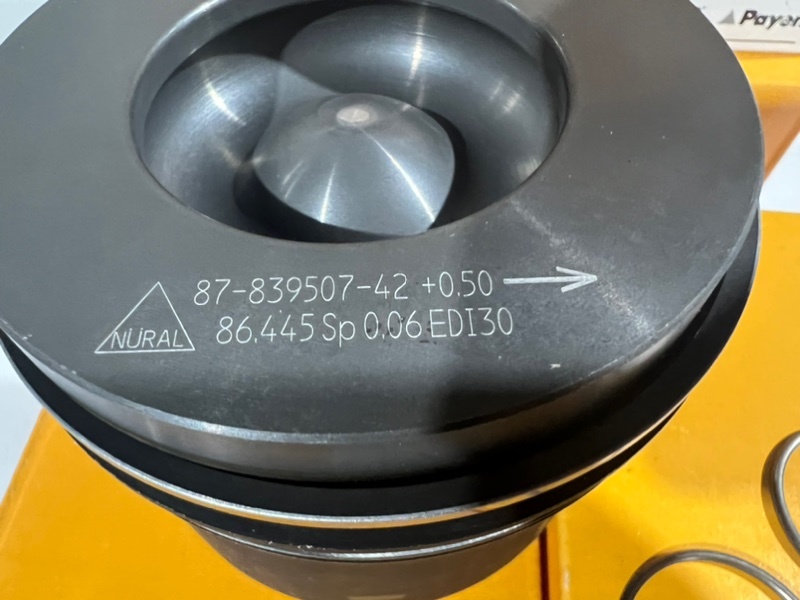 Payen
87-839507-42 +0.50
86.445 Sp 0.06 EDI30
NÜRAL